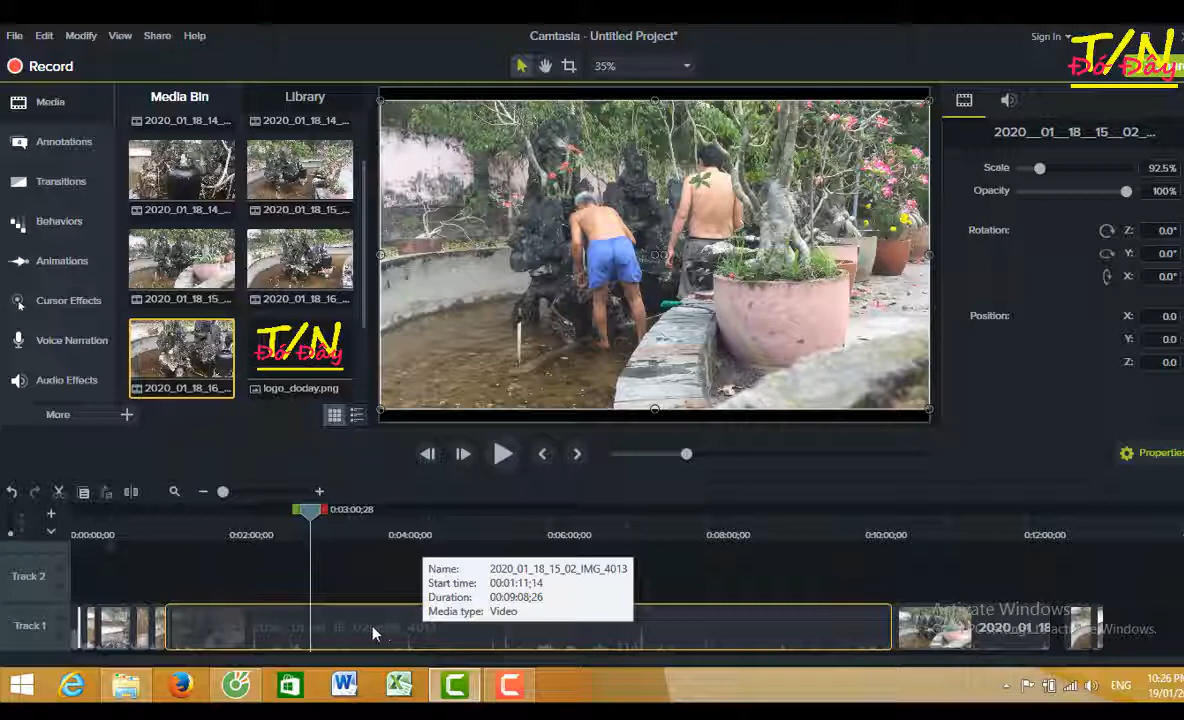 File Edit Modify View Share Help
Camtasia - Untitled Project*
Sign In
T/N
Đó Đây
Record
35%
Media
Annotations
Transitions
Behaviors
Animations
Cursor Effects
Voice Narration
Audio Effects
More
Media Bin
Library
2020_01_18_14_...
2020_01_18_14_...
2020_01_18_14_...
2020_01_18_15_...
2020_01_18_15_...
2020_01_18_16_...
2020_01_18_16_...
T/N
Đó Đây
logo_doday.png
2020__01__18__15__02__...
Scale
92.5%
Opacity
100%
Rotation:
Z: 0.0°
Y: 0.0°
X: 0.0°
Position:
X: 0.0
Y: 0.0
Z: 0.0
Properties
0:03:00;28
0:00:00;00
0:02:00;00
0:04:00;00
0:06:00;00
0:08:00;00
0:10:00;00
0:12:00;00
Name: 2020_01_18_15_02_IMG_4013
Start time: 00:01:11;14
Duration: 00:09:08;26
Media type: Video
Track 2
Track 1
2020_01_18
Activate Windows
ENG
10:26 PM